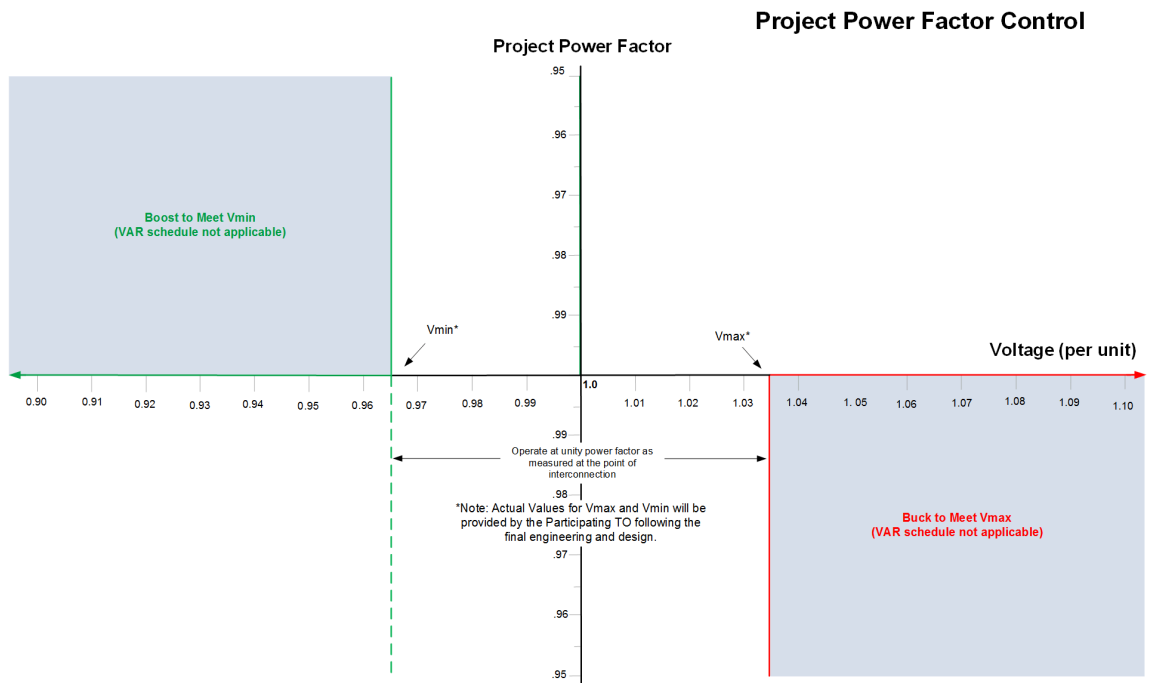 Project Power Factor Control
Project Power Factor
.95
.96
.97
.98
.99
Boost to Meet Vmin
(VAR schedule not applicable)
Vmin*
Vmax*
Voltage (per unit)
1.0
0.90
0.91
0.92
0.93
0.94
0.95
0.96
0.97
0.98
0.99
1.01
1.02
1.03
1.04
1. 05
1.06
1.07
1.08
1.09
1.10
.99
Operate at unity power factor as
measured at the point of
interconnection
.98
*Note: Actual Values for Vmax and Vmin will be
provided by the Participating TO following the
final engineering and design.
Buck to Meet Vmax
(VAR schedule not applicable)
.97
.96
.95